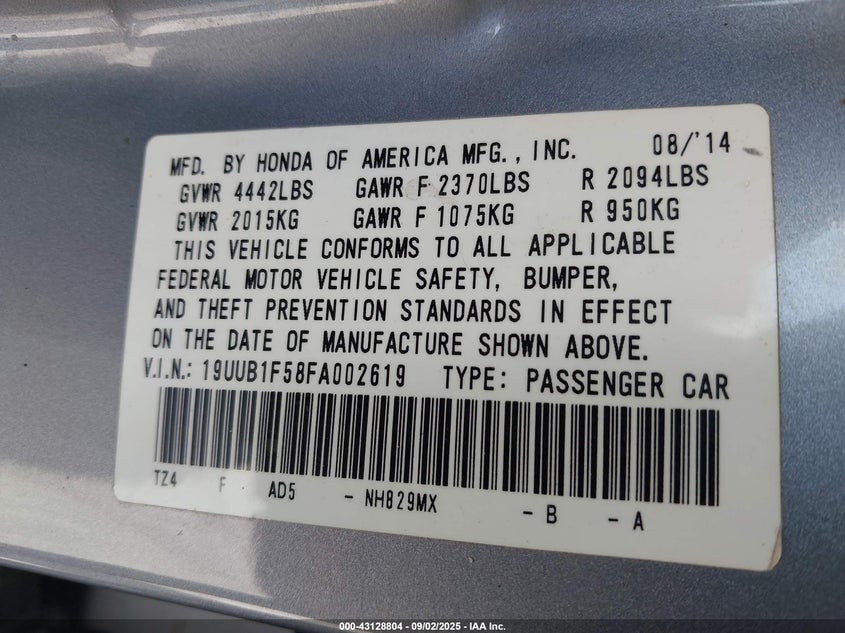 MFD. BY HONDA OF AMERICA MFG., INC. 08/'14
GVWR 4442LBS GAWR F 2370LBS R 2094LBS
GVWR 2015KG GAWR F 1075KG R 950KG
THIS VEHICLE CONFORMS TO ALL APPLICABLE
FEDERAL MOTOR VEHICLE SAFETY, BUMPER,
AND THEFT PREVENTION STANDARDS IN EFFECT
ON THE DATE OF MANUFACTURE SHOWN ABOVE.
V.I.N.: 19UUB1F58FA002619 TYPE: PASSENGER CAR
TZ4 F AD5 - NH829MX - B - A
000-43128804 | 09/02/2025 | IAA Inc.